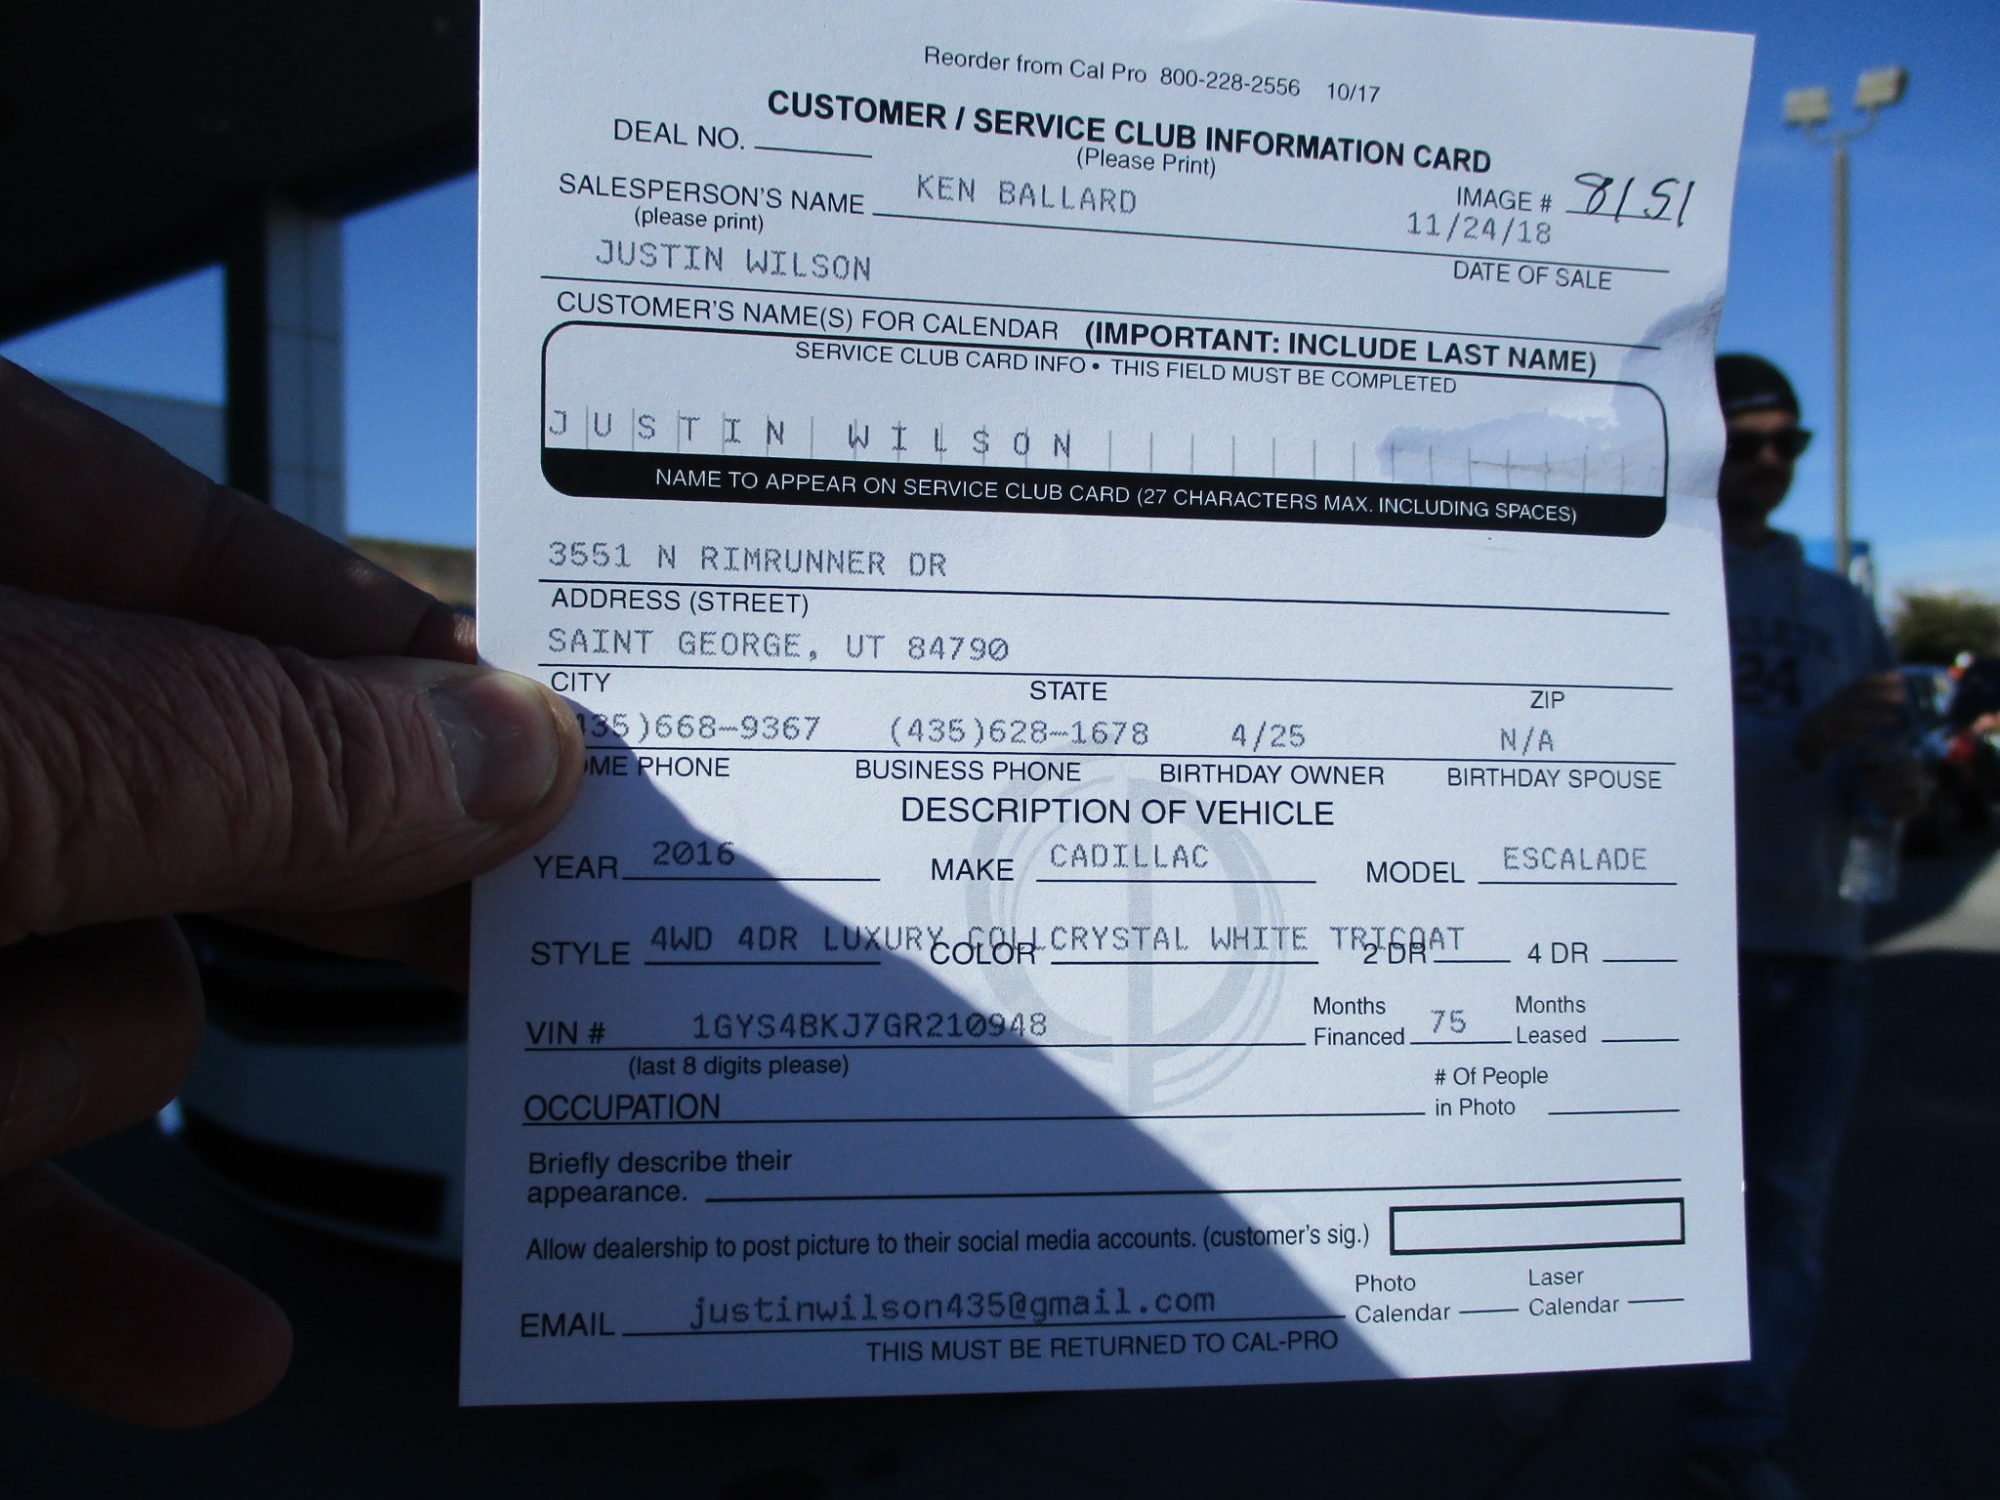 Reorder from Cal Pro 800-228-2556 10/17
CUSTOMER / SERVICE CLUB INFORMATION CARD
(Please Print)
DEAL NO.
SALESPERSON'S NAME KEN BALLARD IMAGE # 8151
(please print)
JUSTIN WILSON 11/24/18
DATE OF SALE
CUSTOMER'S NAME(S) FOR CALENDAR (IMPORTANT: INCLUDE LAST NAME)
SERVICE CLUB CARD INFO • THIS FIELD MUST BE COMPLETED
JUSTIN WILSON
NAME TO APPEAR ON SERVICE CLUB CARD (27 CHARACTERS MAX. INCLUDING SPACES)
3551 N RIMRUNNER DR
ADDRESS (STREET)
SAINT GEORGE, UT 84790
CITY STATE ZIP
35)668-9367 (435)628-1678 4/25 N/A
ME PHONE BUSINESS PHONE BIRTHDAY OWNER BIRTHDAY SPOUSE
DESCRIPTION OF VEHICLE
YEAR 2016 MAKE CADILLAC MODEL ESCALADE
STYLE 4WD 4DR LUXURY COLL COLOR CRYSTAL WHITE TRICOAT 2 DR 4 DR
VIN # 1GYS4BKJ7GR210948 Months Financed 75 Months Leased
(last 8 digits please)
OCCUPATION # Of People in Photo
Briefly describe their
appearance.
Allow dealership to post picture to their social media accounts. (customer's sig.)
EMAIL justinwilson435@gmail.com Photo Calendar Laser Calendar
THIS MUST BE RETURNED TO CAL-PRO
24